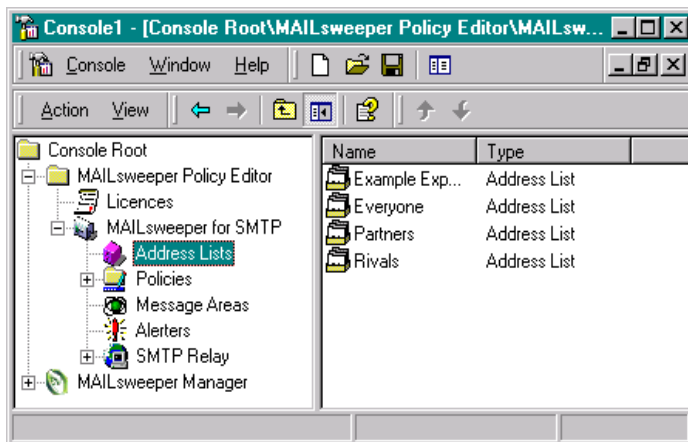 Console1 - [Console Root\MAILsweeper Policy Editor\MAILsw...
Console Window Help
Action View
Console Root
MAILsweeper Policy Editor
Licences
MAILsweeper for SMTP
Address Lists
Policies
Message Areas
Alerters
SMTP Relay
MAILsweeper Manager
Name Type
Example Exp... Address List
Everyone Address List
Partners Address List
Rivals Address List